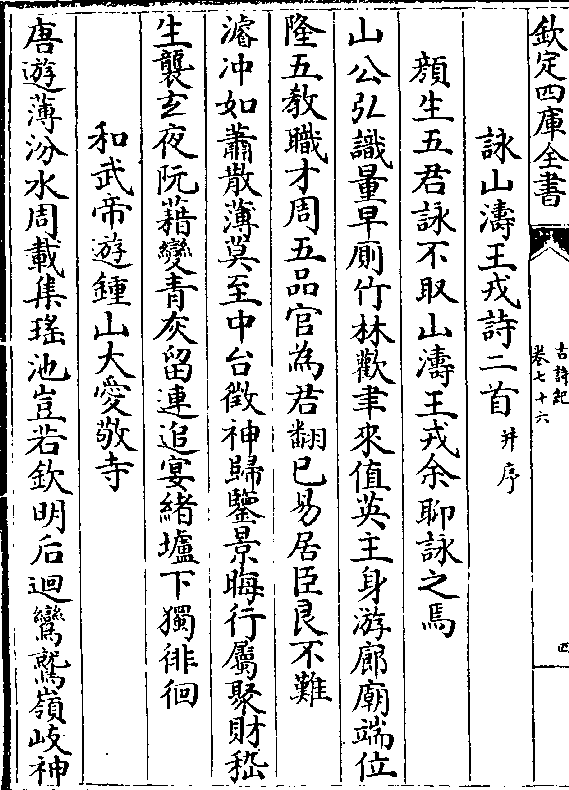 欽定四庫全書
古詩紀
卷七十六
四
詠山濤王戎詩二首并序
顔生五君詠不取山濤王戎余聊詠之焉
山公弘識量早厠竹林歡聿來值英主身游廊廟端位
隆五教職才周五品官為君翻已易居臣良不難
濬冲如蕭散薄莫至中台徵神歸鑒景晦行屬聚財嵇
生襲玄夜阮藉變青灰留連追宴緒壚下獨徘徊
和武帝遊鍾山大愛敬寺
唐遊薄汾水周載集瑤池豈若欽明后迴鸞鷲嶺岐神